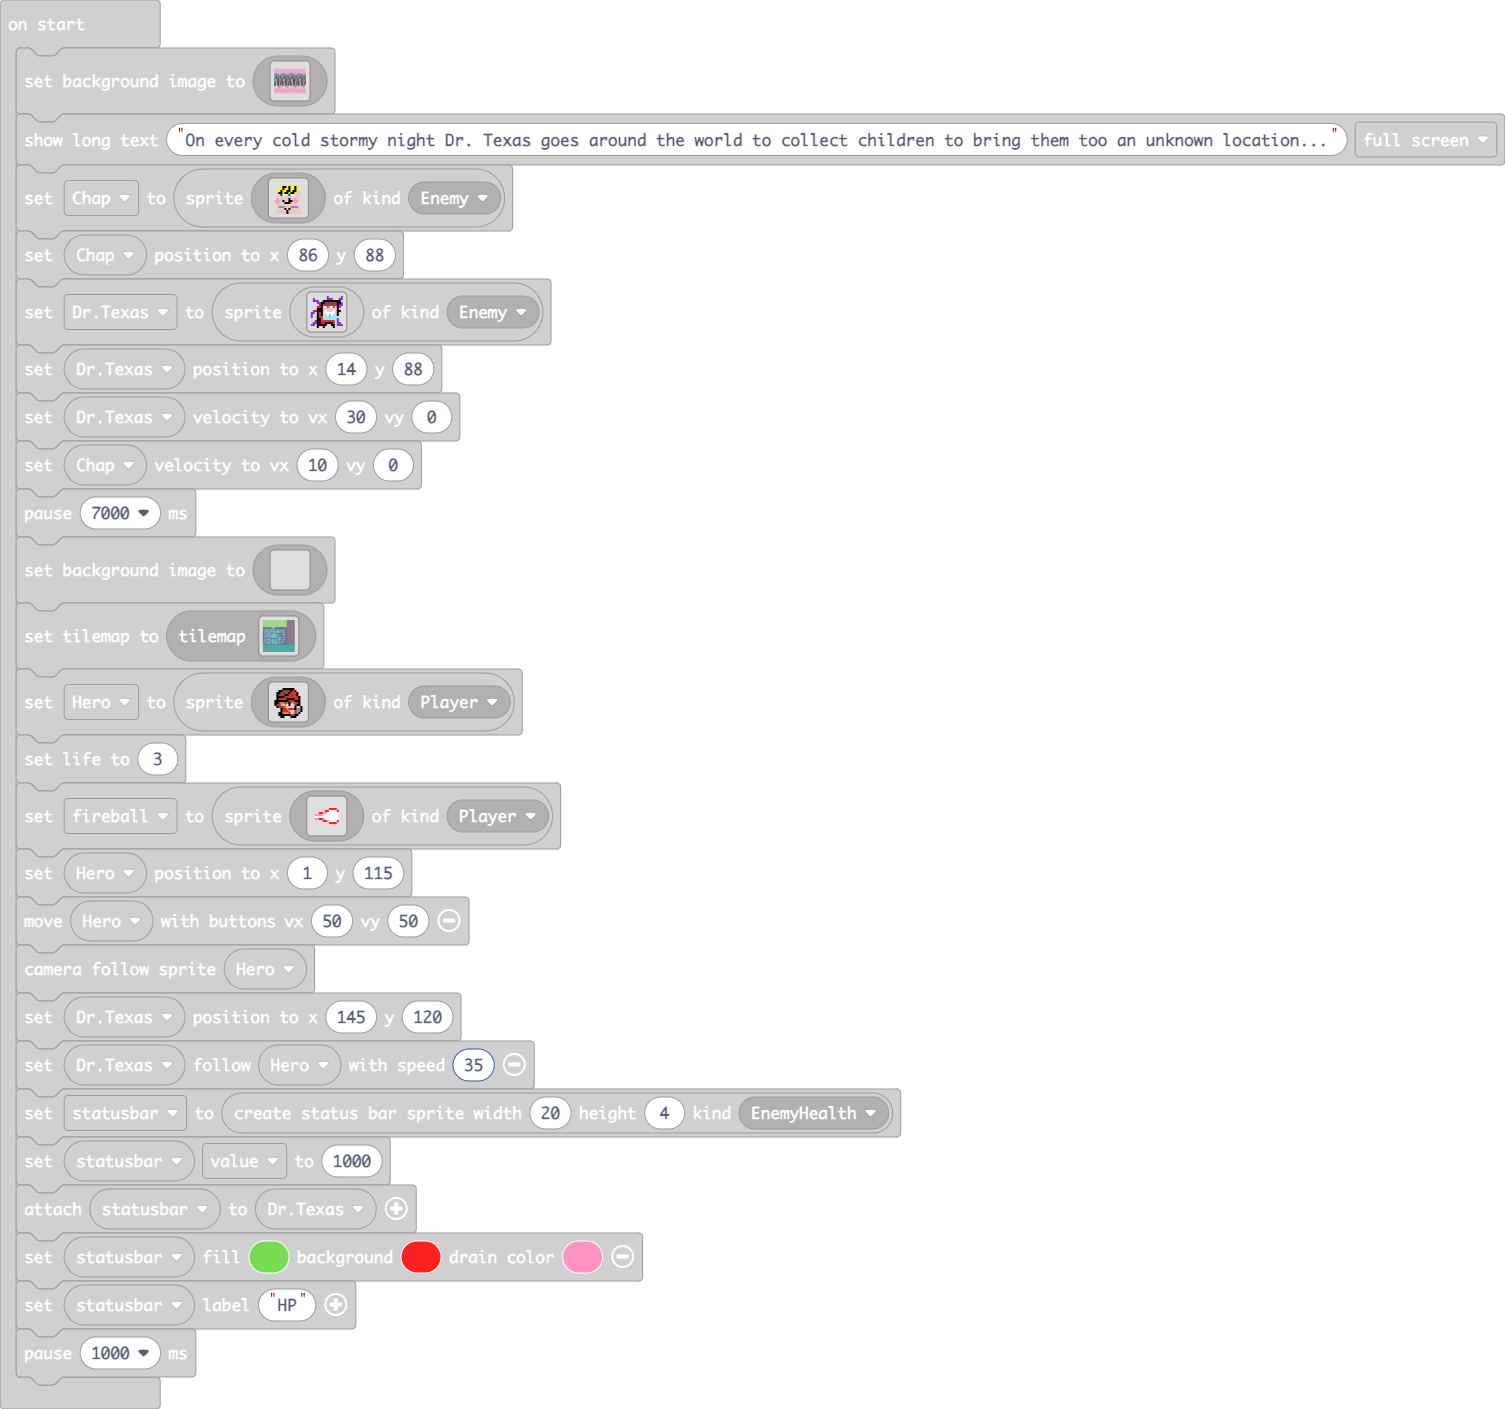 on start
set background image to
show long text "On every cold stormy night Dr. Texas goes around the world to collect children to bring them too an unknown location..." full screen
set Chap to sprite of kind Enemy
set Chap position to x 86 y 88
set Dr.Texas to sprite of kind Enemy
set Dr.Texas position to x 14 y 88
set Dr.Texas velocity to vx 30 vy 0
set Chap velocity to vx 10 vy 0
pause 7000 ms
set background image to
set tilemap to tilemap
set Hero to sprite of kind Player
set life to 3
set fireball to sprite of kind Player
set Hero position to x 1 y 115
move Hero with buttons vx 50 vy 50
camera follow sprite Hero
set Dr.Texas position to x 145 y 120
set Dr.Texas follow Hero with speed 35
set statusbar to create status bar sprite width 20 height 4 kind EnemyHealth
set statusbar value to 1000
attach statusbar to Dr.Texas
set statusbar fill background drain color
set statusbar label "HP"
pause 1000 ms